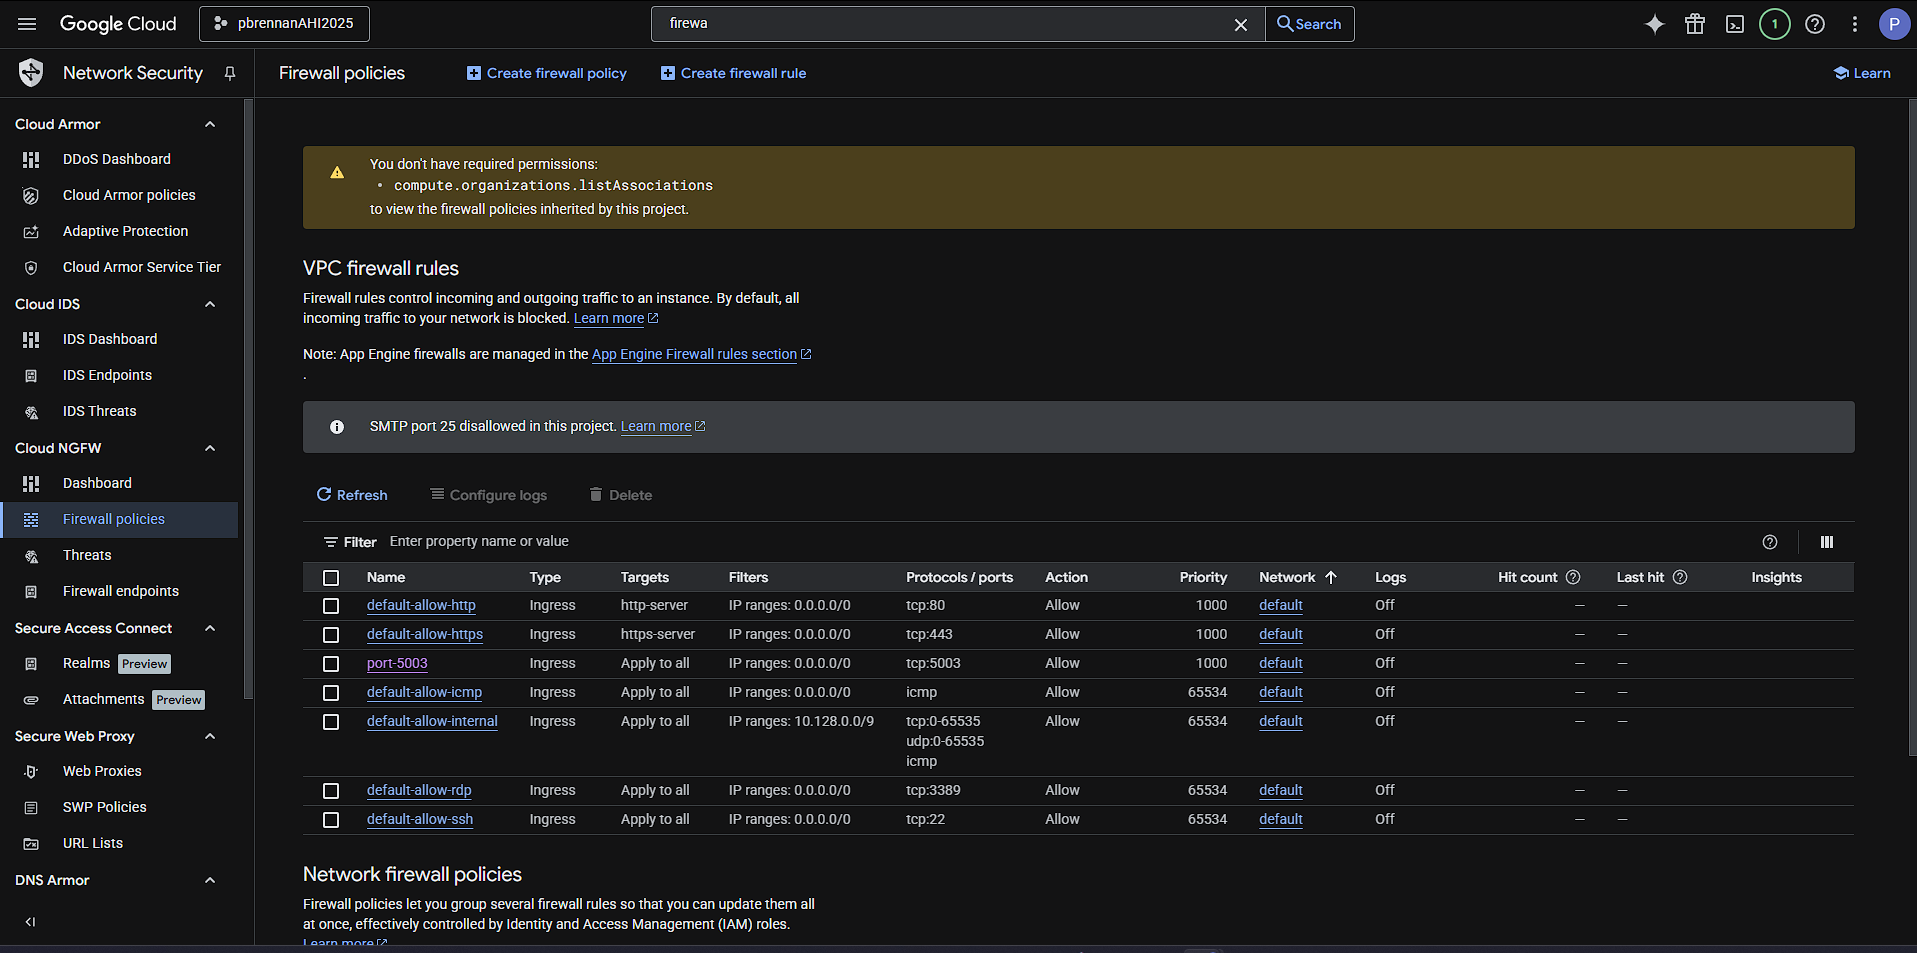 Google Cloud
pbrennanAHI2025
firewa
Search
1
P
Network Security
Firewall policies
Create firewall policy
Create firewall rule
Learn
Cloud Armor
DDoS Dashboard
Cloud Armor policies
Adaptive Protection
Cloud Armor Service Tier
Cloud IDS
IDS Dashboard
IDS Endpoints
IDS Threats
Cloud NGFW
Dashboard
Firewall policies
Threats
Firewall endpoints
Secure Access Connect
Realms Preview
Attachments Preview
Secure Web Proxy
Web Proxies
SWP Policies
URL Lists
DNS Armor
You don't have required permissions:
• compute.organizations.listAssociations
to view the firewall policies inherited by this project.
VPC firewall rules
Firewall rules control incoming and outgoing traffic to an instance. By default, all
incoming traffic to your network is blocked. Learn more
Note: App Engine firewalls are managed in the App Engine Firewall rules section
.
SMTP port 25 disallowed in this project. Learn more
Refresh Configure logs Delete
Filter Enter property name or value
Name Type Targets Filters Protocols / ports Action Priority Network Logs Hit count Last hit Insights
default-allow-http Ingress http-server IP ranges: 0.0.0.0/0 tcp:80 Allow 1000 default Off — —
default-allow-https Ingress https-server IP ranges: 0.0.0.0/0 tcp:443 Allow 1000 default Off — —
port-5003 Ingress Apply to all IP ranges: 0.0.0.0/0 tcp:5003 Allow 1000 default Off — —
default-allow-icmp Ingress Apply to all IP ranges: 0.0.0.0/0 icmp Allow 65534 default Off — —
default-allow-internal Ingress Apply to all IP ranges: 10.128.0.0/9 tcp:0-65535 Allow 65534 default Off — —
udp:0-65535
icmp
default-allow-rdp Ingress Apply to all IP ranges: 0.0.0.0/0 tcp:3389 Allow 65534 default Off — —
default-allow-ssh Ingress Apply to all IP ranges: 0.0.0.0/0 tcp:22 Allow 65534 default Off — —
Network firewall policies
Firewall policies let you group several firewall rules so that you can update them all
at once, effectively controlled by Identity and Access Management (IAM) roles.
Learn more